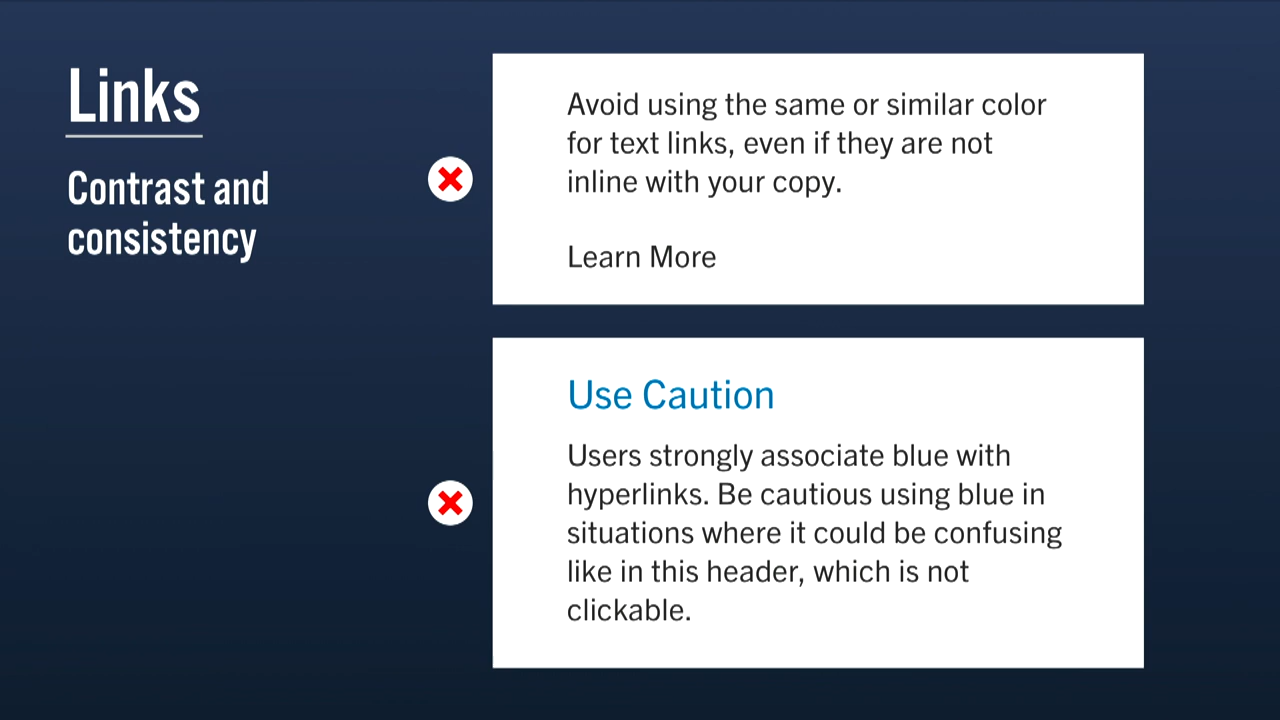 Links
Contrast and
consistency
Avoid using the same or similar color
for text links, even if they are not
inline with your copy.
Learn More
Use Caution
Users strongly associate blue with
hyperlinks. Be cautious using blue in
situations where it could be confusing
like in this header, which is not
clickable.